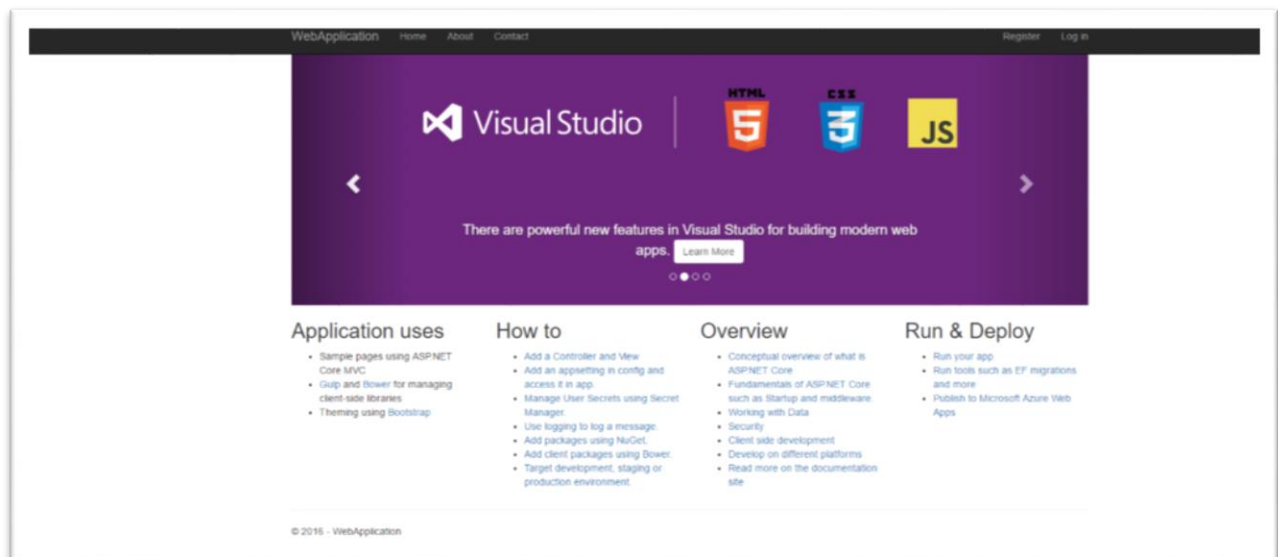 WebApplication Home About Contact Register Log in
Visual Studio
HTML
5
CSS
3
JS
There are powerful new features in Visual Studio for building modern web
apps. Learn More
Application uses
Sample pages using ASP.NET
Core MVC
Gulp and Bower for managing
client-side libraries
Theming using Bootstrap
How to
Add a Controller and View
Add an appsetting in config and
access it in app.
Manage User Secrets using Secret
Manager.
Use logging to log a message.
Add packages using NuGet.
Add client packages using Bower.
Target development, staging or
production environment.
Overview
Conceptual overview of what is
ASP.NET Core
Fundamentals of ASP.NET Core
such as Startup and middleware.
Working with Data
Security
Client side development
Develop on different platforms
Read more on the documentation
site
Run & Deploy
Run your app
Run tools such as EF migrations
and more
Publish to Microsoft Azure Web
Apps
© 2016 - WebApplication